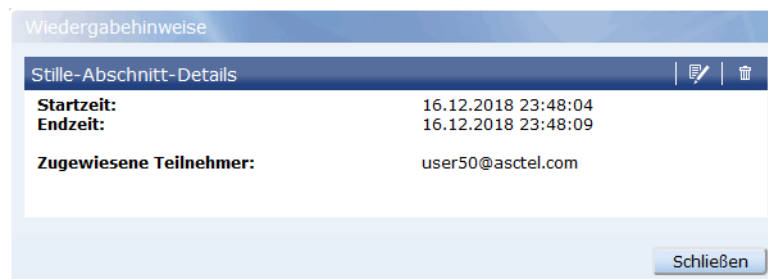 Wiedergabehinweise
Stille-Abschnitt-Details
Startzeit: 16.12.2018 23:48:04
Endzeit: 16.12.2018 23:48:09
Zugewiesene Teilnehmer: user50@asctel.com
Schließen